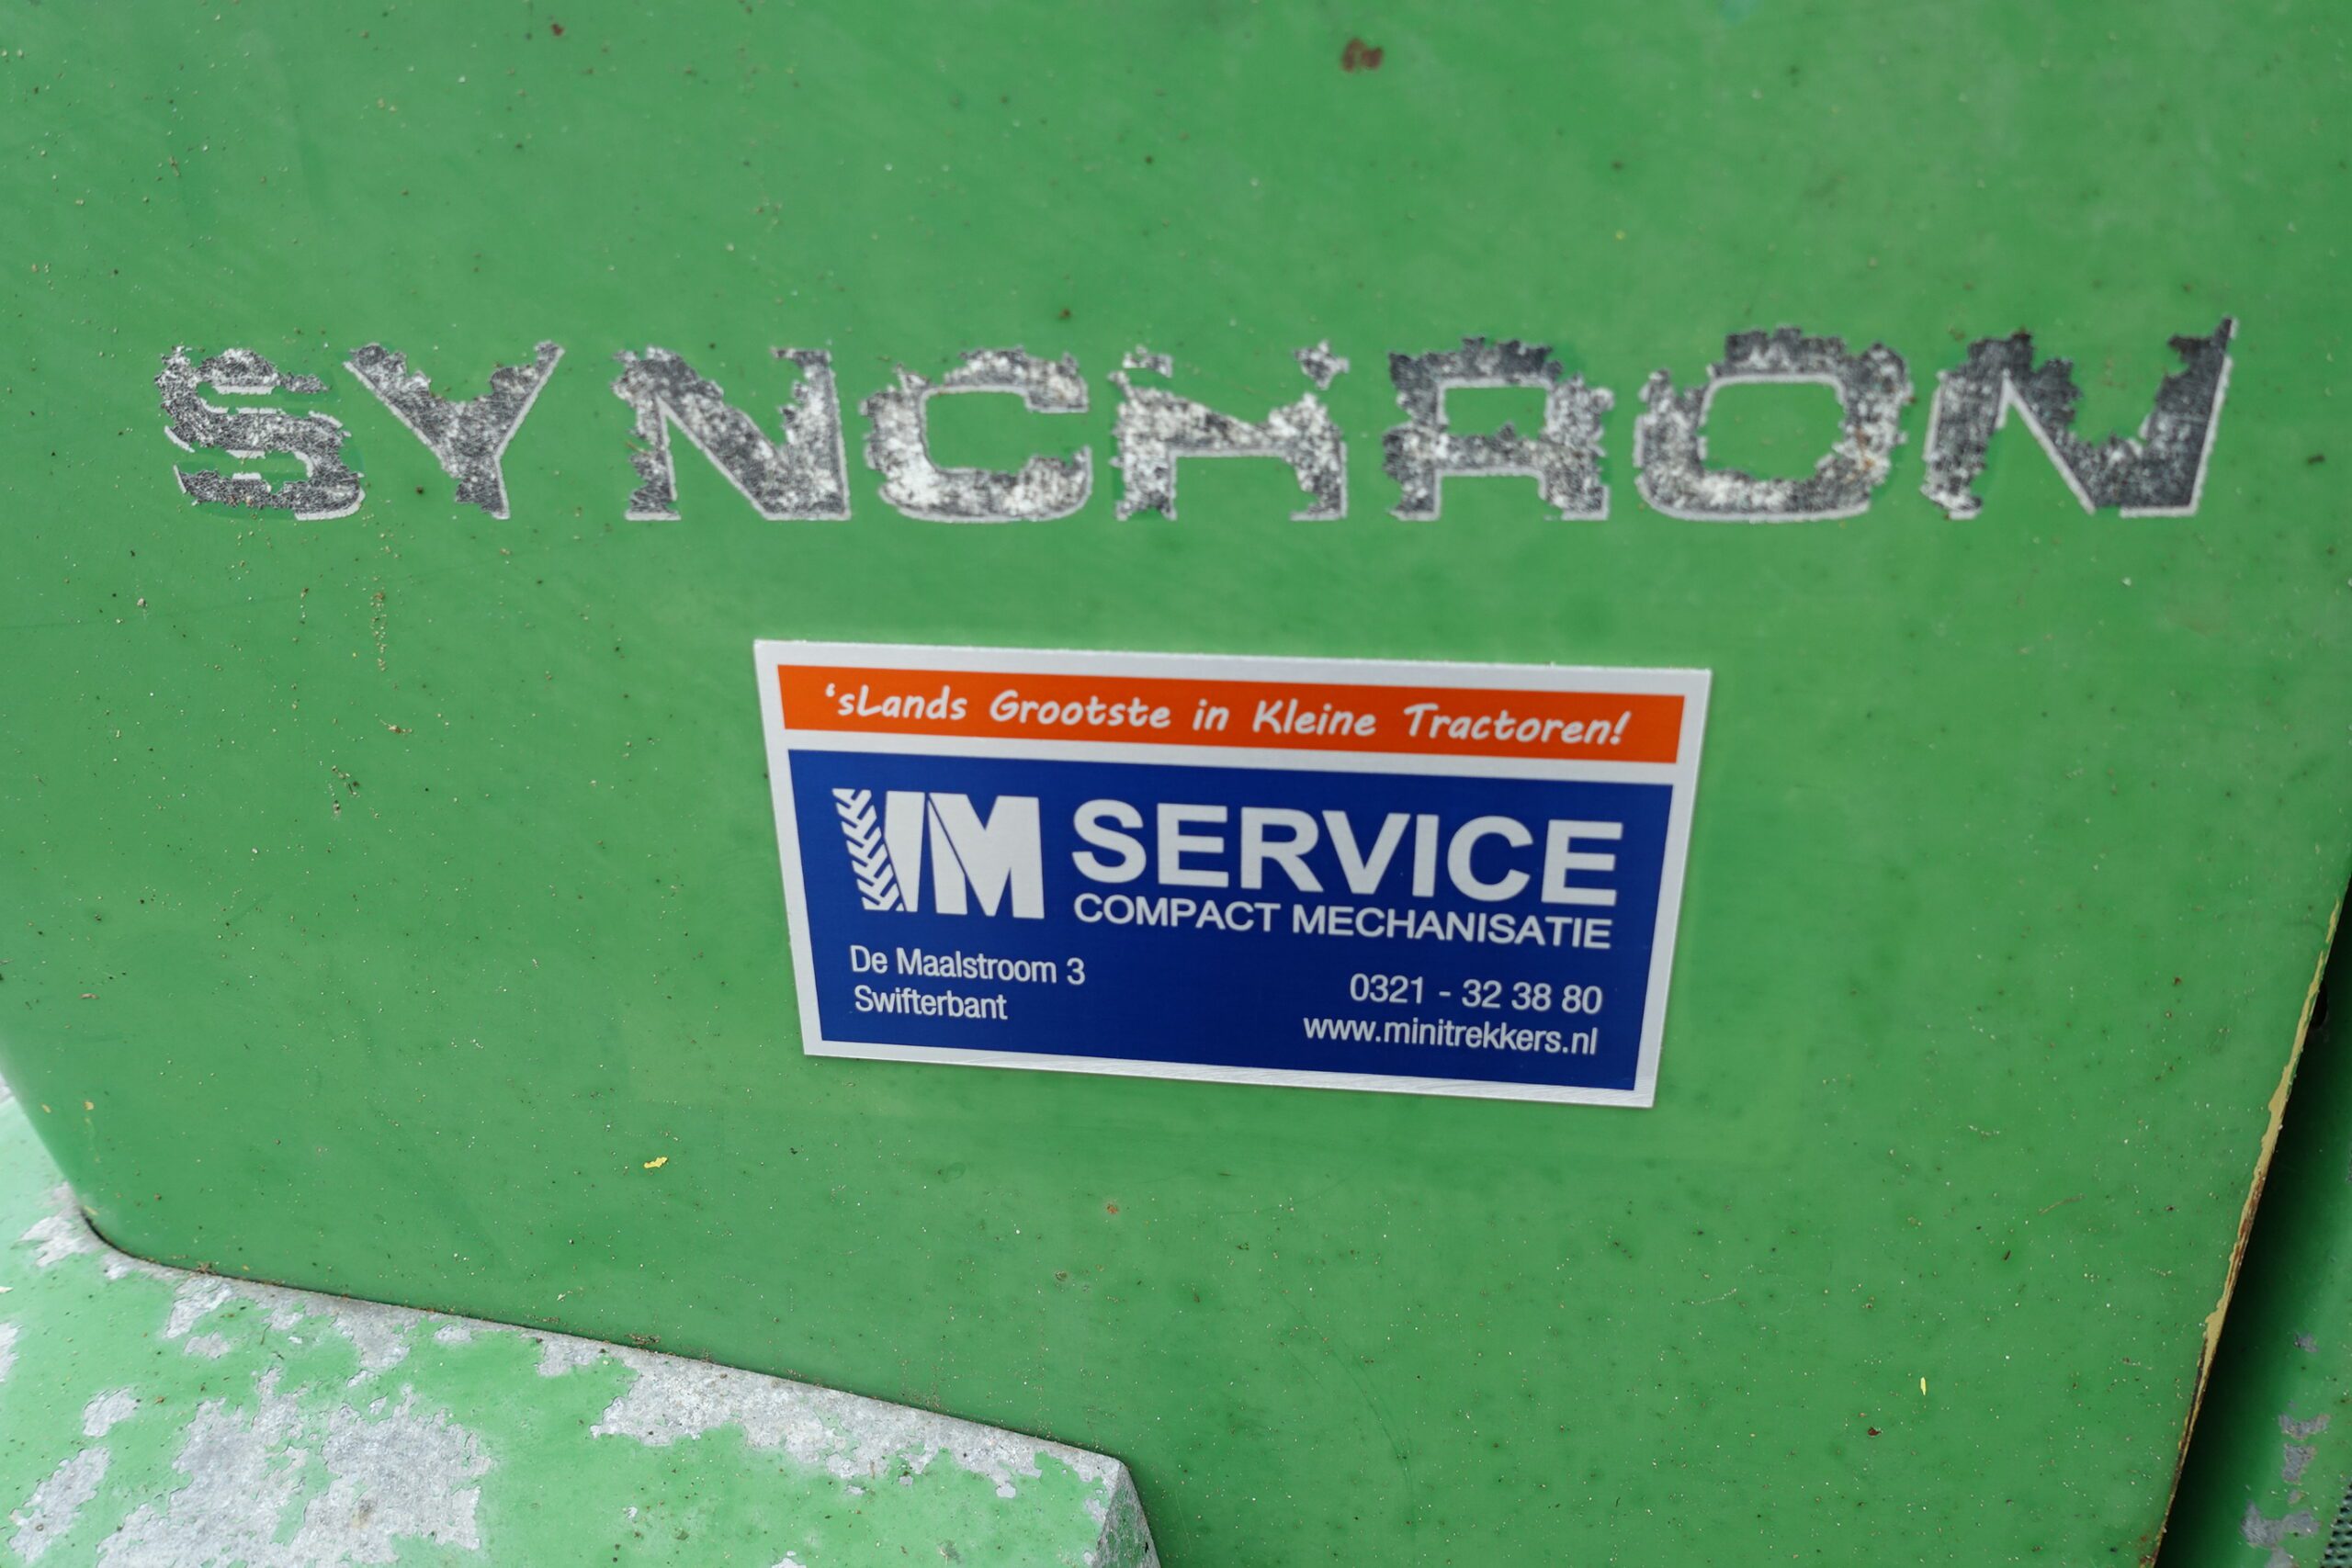 SYNCHRON
‘sLands Grootste in Kleine Tractoren!
VM SERVICE
COMPACT MECHANISATIE
De Maalstroom 3
Swifterbant
0321 - 32 38 80
www.minitrekkers.nl